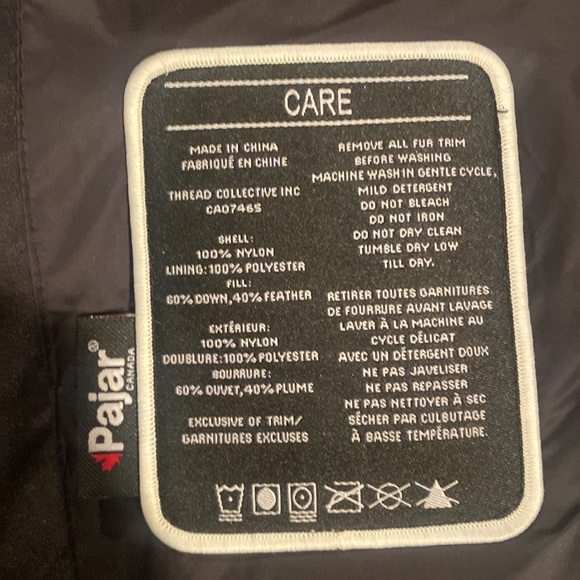 CARE
MADE IN CHINA
FABRIQUÉ EN CHINE
THREAD COLLECTIVE INC
CA07465
SHELL:
100% NYLON
LINING: 100% POLYESTER
FILL:
60% DOWN, 40% FEATHER
EXTÉRIEUR:
100% NYLON
DOUBLURE: 100% POLYESTER
BOURRURE:
60% DUVET, 40% PLUME
EXCLUSIVE OF TRIM/
GARNITURES EXCLUSES
REMOVE ALL FUR TRIM
BEFORE WASHING
MACHINE WASH IN GENTLE CYCLE,
MILD DETERGENT
DO NOT BLEACH
DO NOT IRON
DO NOT DRY CLEAN
TUMBLE DRY LOW
TILL DRY.
RETIRER TOUTES GARNITURES
DE FOURRURE AVANT LAVAGE
LAVER À LA MACHINE AU
CYCLE DÉLICAT
AVEC UN DÉTERGENT DOUX
NE PAS JAVELISER
NE PAS REPASSER
NE PAS NETTOYER À SEC
SÉCHER PAR CULBUTAGE
À BASSE TEMPÉRATURE.
Pajar®
CANADA